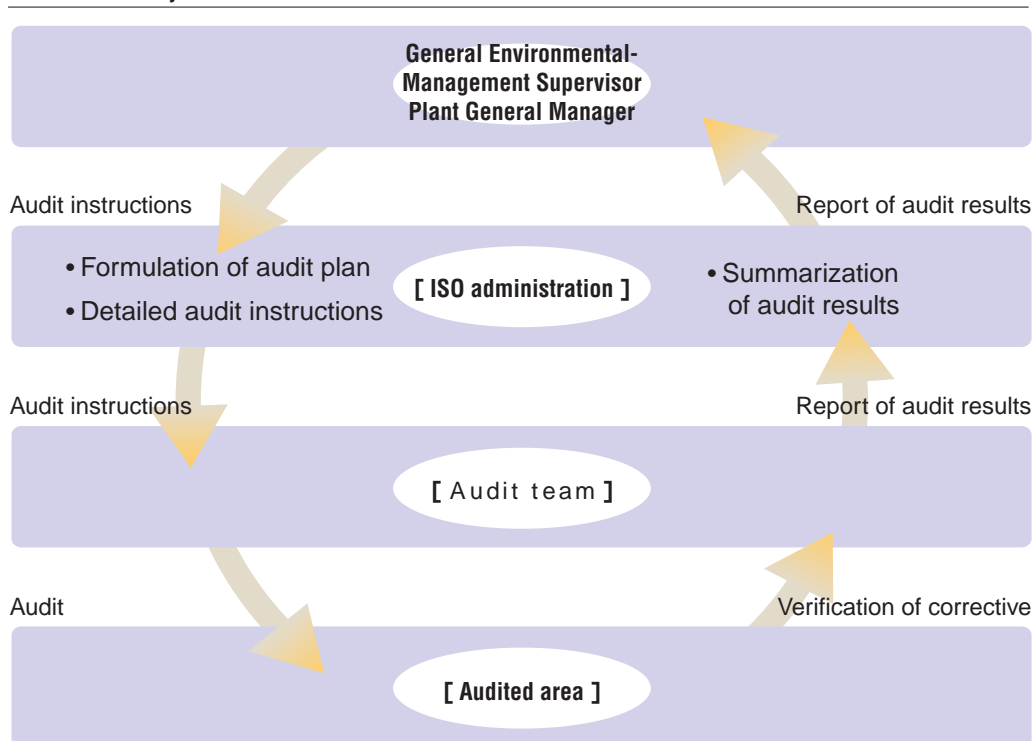 General Environmental-
Management Supervisor
Plant General Manager
Audit instructions
Report of audit results
• Formulation of audit plan
• Detailed audit instructions
[ ISO administration ]
• Summarization
of audit results
Audit instructions
Report of audit results
[ Audit team ]
Audit
Verification of corrective
[ Audited area ]